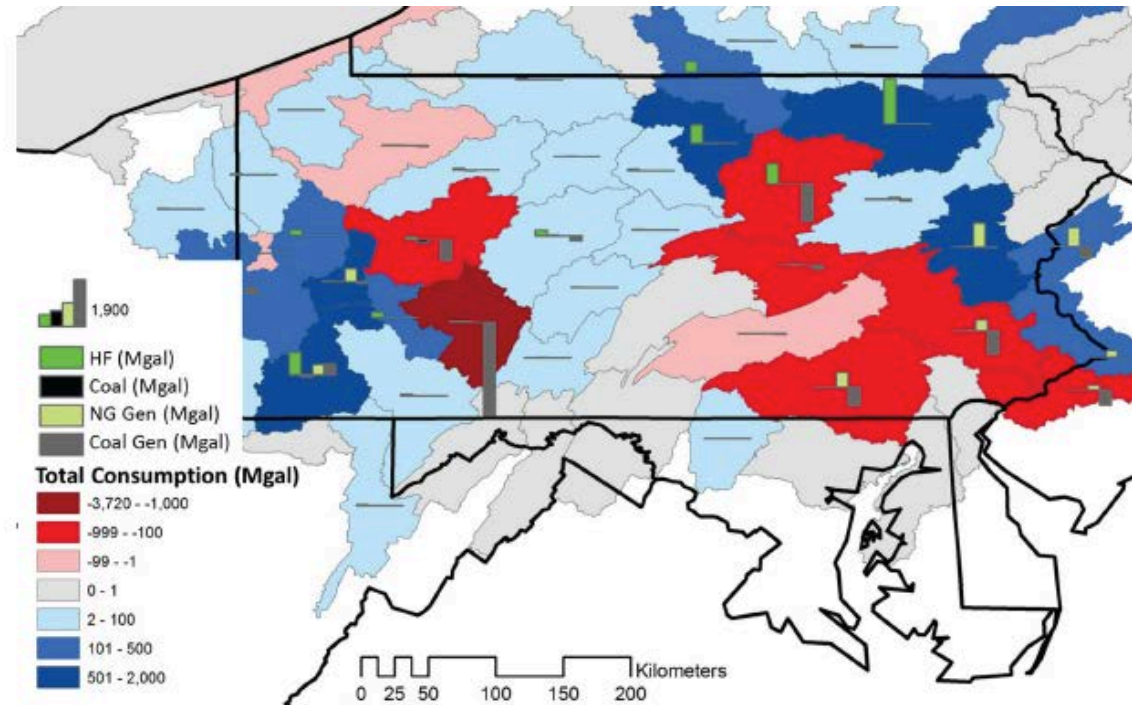 1,900
HF (Mgal)
Coal (Mgal)
NG Gen (Mgal)
Coal Gen (Mgal)
Total Consumption (Mgal)
-3,720 - -1,000
-999 - -100
-99 - -1
0 - 1
2 - 100
101 - 500
501 - 2,000
Kilometers
0 25 50 100 150 200